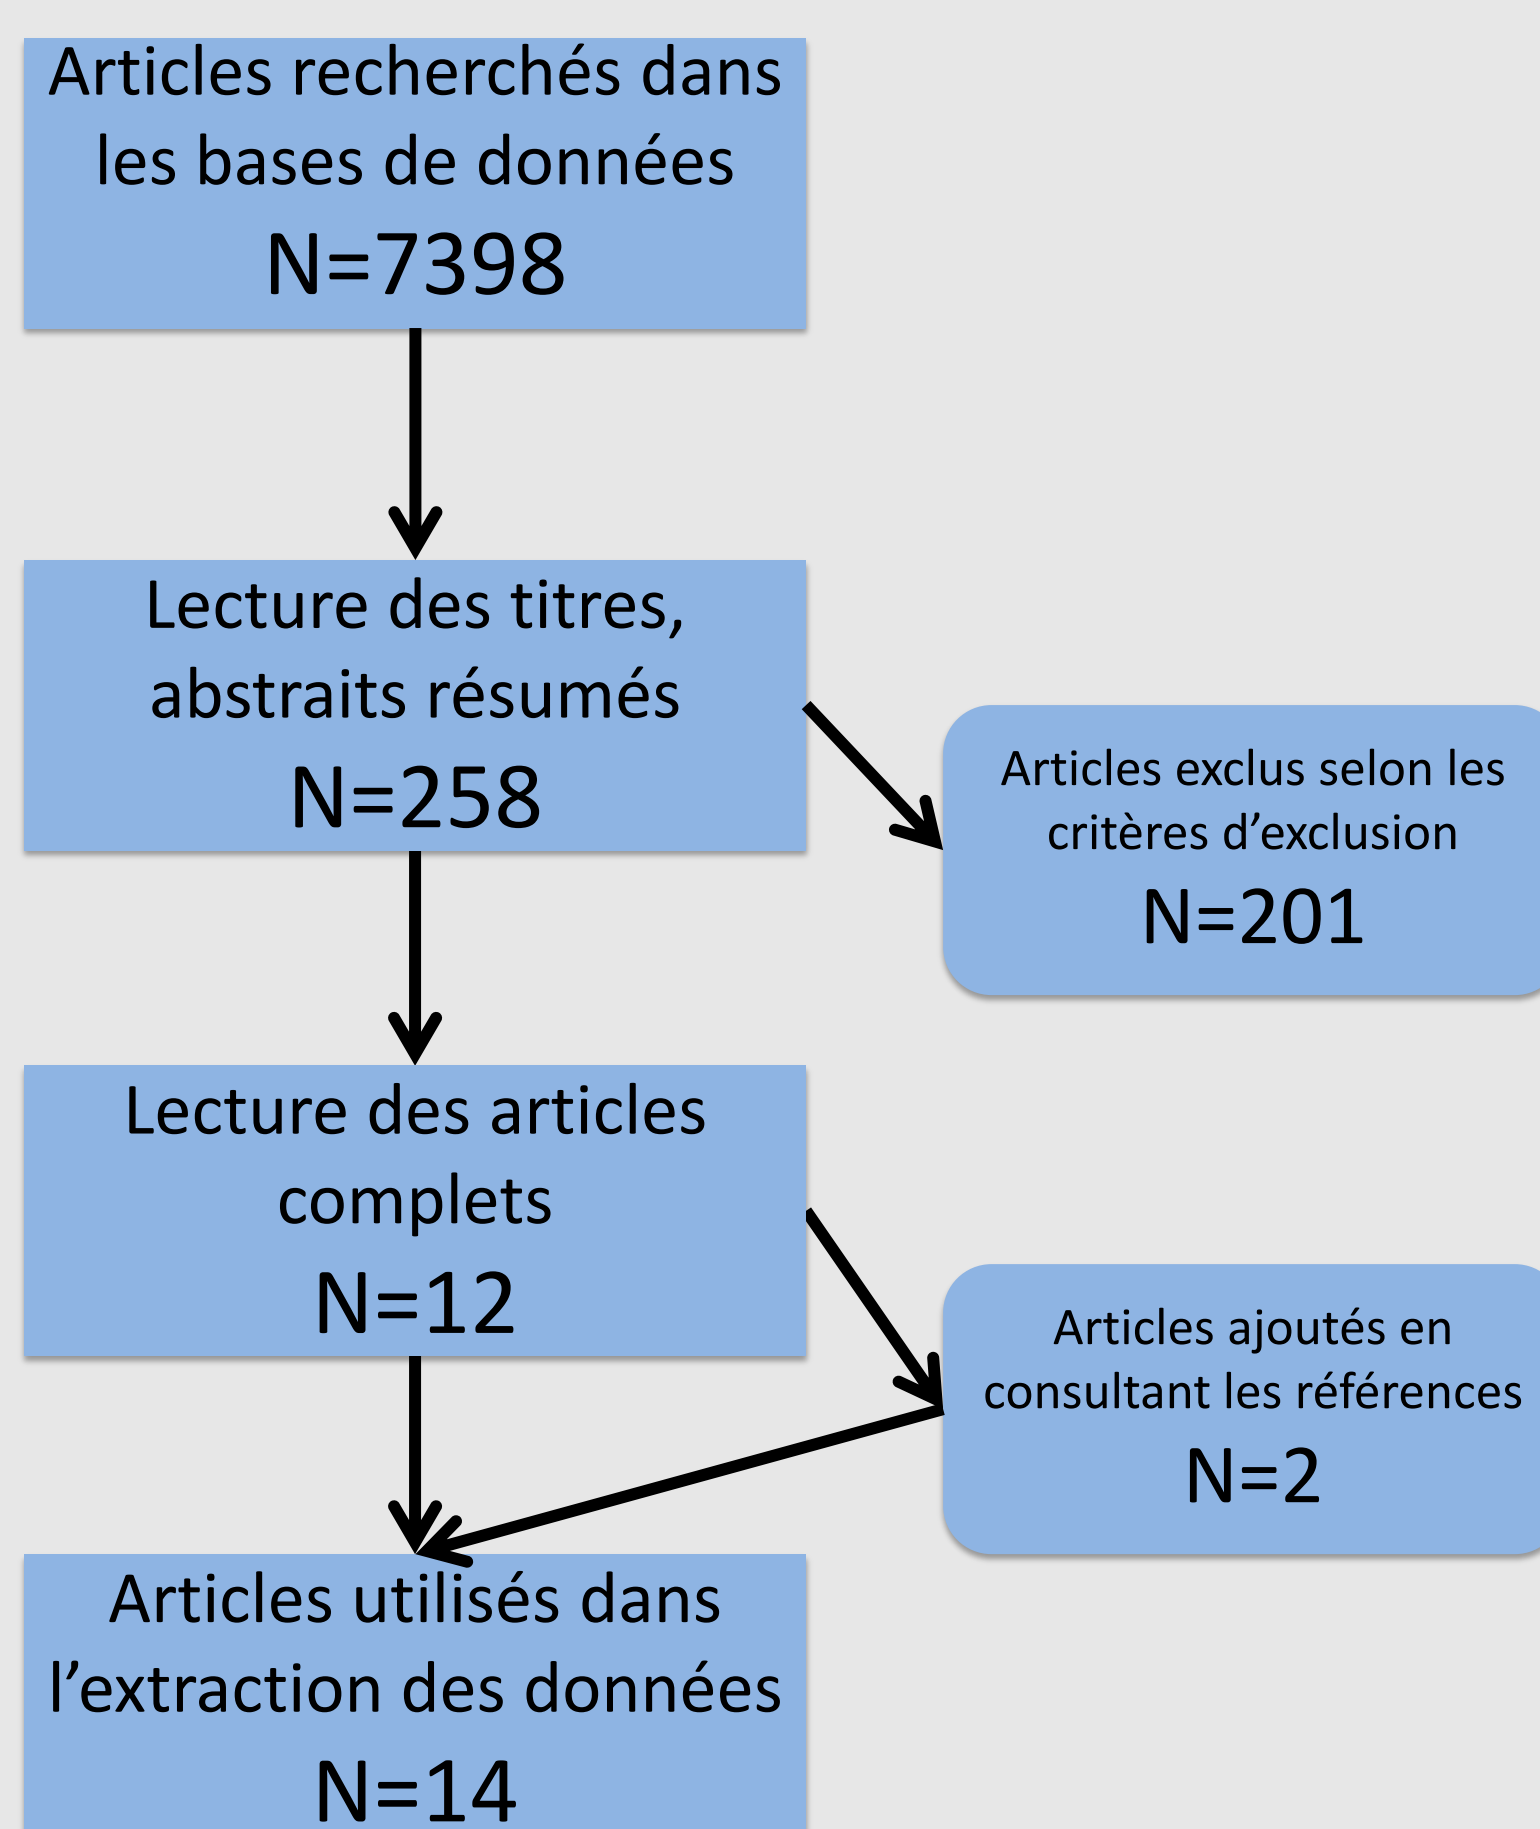 Articles recherchés dans
les bases de données
N=7398
Lecture des titres,
abstraits résumés
N=258
Articles exclus selon les
critères d’exclusion
N=201
Lecture des articles
complets
N=12
Articles ajoutés en
consultant les références
N=2
Articles utilisés dans
l’extraction des données
N=14